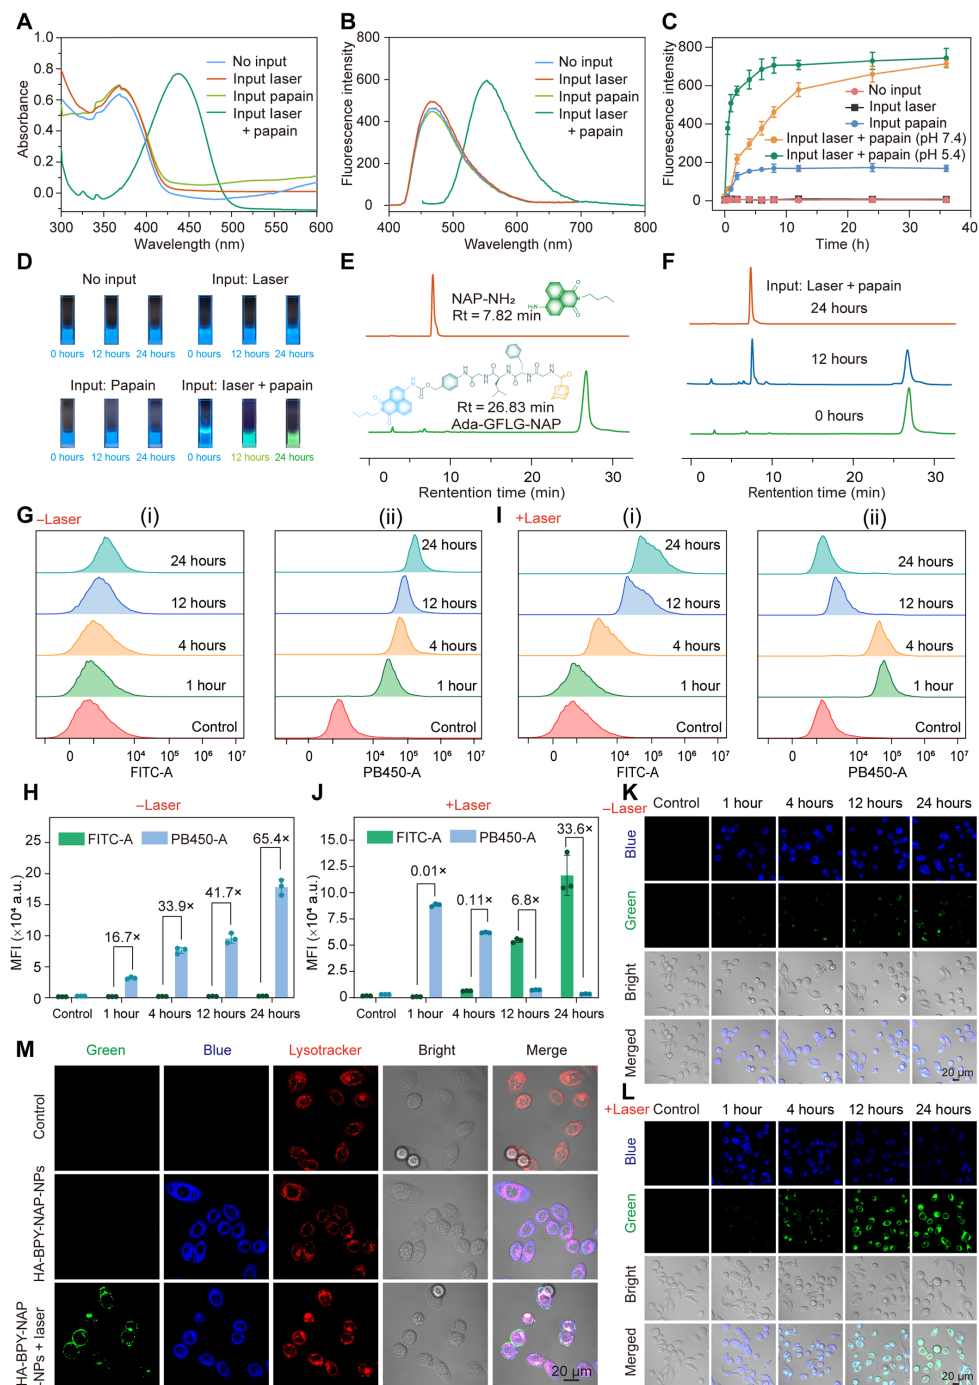 A
1.0
0.8
0.6
0.4
0.2
0.0
Absorbance
300 350 400 450 500 550 600
Wavelength (nm)
No input
Input laser
Input papain
Input laser
+ papain
B
800
600
400
200
0
Fluorescence intensity
400 500 600 700 800
Wavelength (nm)
No input
Input laser
Input papain
Input laser
+ papain
C
800
600
400
200
0
Fluorescence intensity
0 10 20 30 40
Time (h)
No input
Input laser
Input papain
Input laser + papain (pH 7.4)
Input laser + papain (pH 5.4)
D
No input
Input: Laser
0 hours 12 hours 24 hours
0 hours 12 hours 24 hours
Input: Papain
Input: laser + papain
0 hours 12 hours 24 hours
0 hours 12 hours 24 hours
E
NAP-NH₂
Rt = 7.82 min
Rt = 26.83 min
Ada-GFLG-NAP
0 10 20 30
Rentention time (min)
F
Input: Laser + papain
24 hours
12 hours
0 hours
0 10 20 30
Rentention time (min)
G
–Laser
(i)
(ii)
24 hours
12 hours
4 hours
1 hour
Control
0 10⁴ 10⁵ 10⁶ 10⁷
FITC-A
24 hours
12 hours
4 hours
1 hour
Control
0 10⁴ 10⁵ 10⁶ 10⁷
PB450-A
I
+Laser
(i)
(ii)
24 hours
12 hours
4 hours
1 hour
Control
0 10⁴ 10⁵ 10⁶ 10⁷
FITC-A
24 hours
12 hours
4 hours
1 hour
Control
0 10⁴ 10⁵ 10⁶ 10⁷
PB450-A
H
–Laser
FITC-A PB450-A
25
20
15
10
5
0
MFI (×10⁴ a.u.)
16.7×
33.9×
41.7×
65.4×
Control 1 hour 4 hours 12 hours 24 hours
J
+Laser
FITC-A PB450-A
15.0
10.0
5.0
0
MFI (×10⁴ a.u.)
0.01×
0.11×
6.8×
33.6×
Control 1 hour 4 hours 12 hours 24 hours
K
–Laser
Control 1 hour 4 hours 12 hours 24 hours
Blue
Green
Bright
Merged
20 μm
L
+Laser
Control 1 hour 4 hours 12 hours 24 hours
Blue
Green
Bright
Merged
20 μm
M
Green Blue Lysotracker Bright Merge
Control
HA-BPY-NAP-NPs
HA-BPY-NAP
-NPs + laser
20 μm